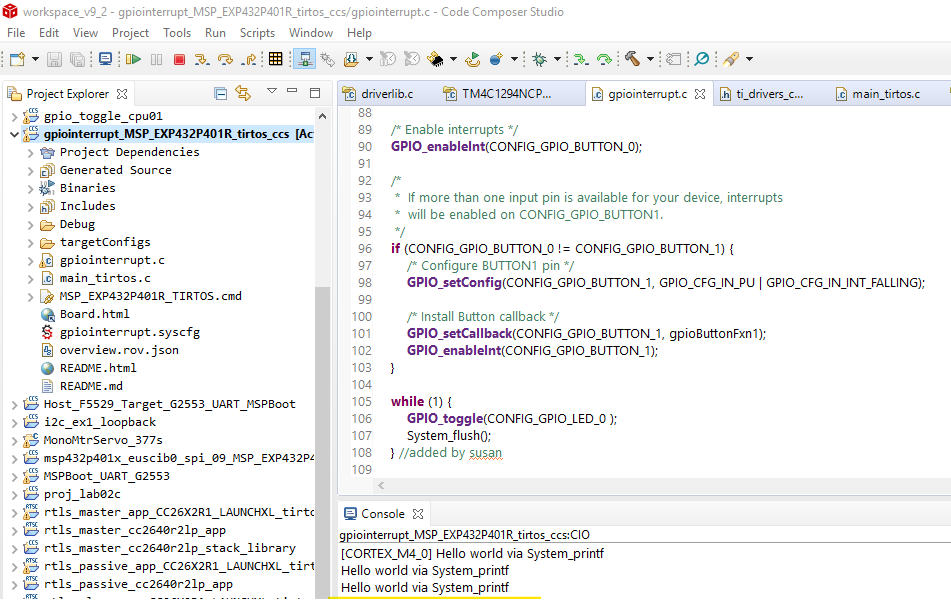 workspace_v9_2 - gpiointerrupt_MSP_EXP432P401R_tirtos_ccs/gpiointerrupt.c - Code Composer Studio
File Edit View Project Tools Run Scripts Window Help
Project Explorer
gpio_toggle_cpu01
gpiointerrupt_MSP_EXP432P401R_tirtos_ccs [Ac
Project Dependencies
Generated Source
Binaries
Includes
Debug
targetConfigs
gpiointerrupt.c
main_tirtos.c
MSP_EXP432P401R_TIRTOS.cmd
Board.html
gpiointerrupt.syscfg
overview.rov.json
README.html
README.md
Host_F5529_Target_G2553_UART_MSPBoot
i2c_ex1_loopback
MonoMtrServo_377s
msp432p401x_euscib0_spi_09_MSP_EXP432P4
MSPBoot_UART_G2553
proj_lab02c
rtls_master_app_CC26X2R1_LAUNCHXL_tirto
rtls_master_cc2640r2lp_app
rtls_master_cc2640r2lp_stack_library
rtls_passive_app_CC26X2R1_LAUNCHXL_tirt
rtls_passive_cc2640r2lp_app
driverlib.c TM4C1294NCP... gpiointerrupt.c ti_drivers_c... main_tirtos.c
88
89 /* Enable interrupts */
90 GPIO_enableInt(CONFIG_GPIO_BUTTON_0);
91
92 /*
93 * If more than one input pin is available for your device, interrupts
94 * will be enabled on CONFIG_GPIO_BUTTON1.
95 */
96 if (CONFIG_GPIO_BUTTON_0 != CONFIG_GPIO_BUTTON_1) {
97 /* Configure BUTTON1 pin */
98 GPIO_setConfig(CONFIG_GPIO_BUTTON_1, GPIO_CFG_IN_PU | GPIO_CFG_IN_INT_FALLING);
99
100 /* Install Button callback */
101 GPIO_setCallback(CONFIG_GPIO_BUTTON_1, gpioButtonFxn1);
102 GPIO_enableInt(CONFIG_GPIO_BUTTON_1);
103 }
104
105 while (1) {
106 GPIO_toggle(CONFIG_GPIO_LED_0 );
107 System_flush();
108 } //added by susan
109
Console
gpiointerrupt_MSP_EXP432P401R_tirtos_ccs:CIO
[CORTEX_M4_0] Hello world via System_printf
Hello world via System_printf
Hello world via System_printf